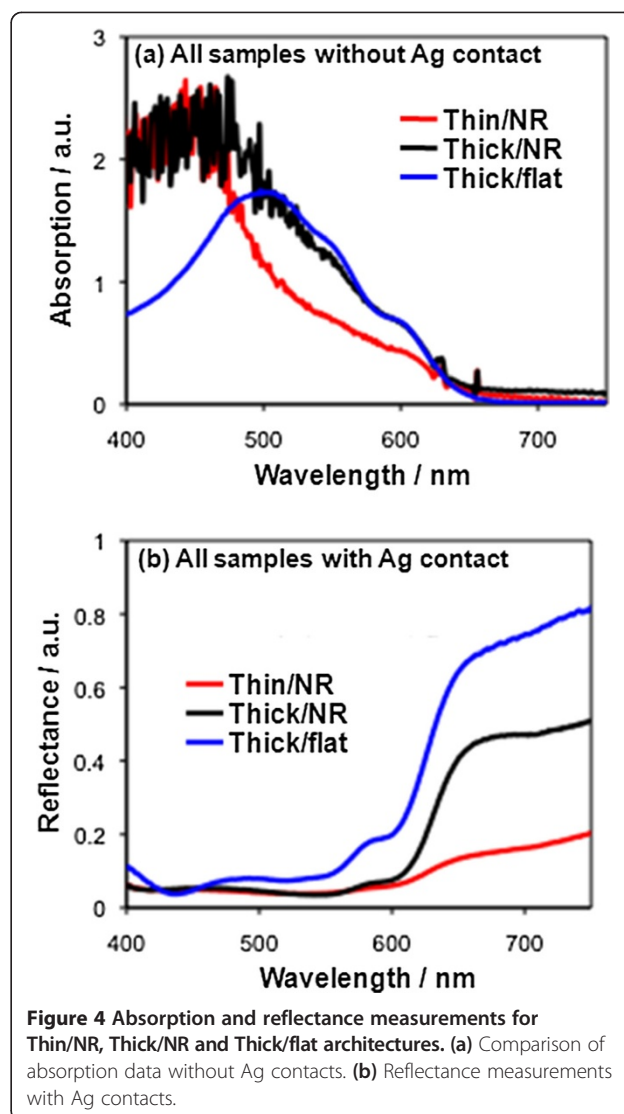 (a) All samples without Ag contact
3
2
1
0
Absorption / a.u.
Thin/NR
Thick/NR
Thick/flat
400 500 600 700
Wavelength / nm
(b) All samples with Ag contact
1
0.8
0.6
0.4
0.2
0
Reflectance / a.u.
Thin/NR
Thick/NR
Thick/flat
400 500 600 700
Wavelength / nm
Figure 4 Absorption and reflectance measurements for
Thin/NR, Thick/NR and Thick/flat architectures. (a) Comparison of
absorption data without Ag contacts. (b) Reflectance measurements
with Ag contacts.